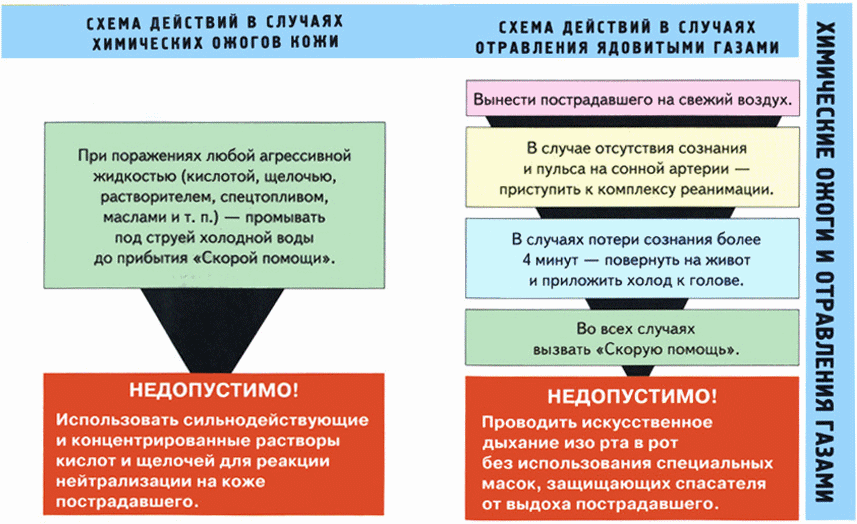 СХЕМА ДЕЙСТВИЙ В СЛУЧАЯХ
ХИМИЧЕСКИХ ОЖОГОВ КОЖИ
При поражениях любой агрессивной
жидкостью (кислотой, щелочью,
растворителем, спецтопливом,
маслами и т. п.) — промывать
под струей холодной воды
до прибытия «Скорой помощи».
НЕДОПУСТИМО!
Использовать сильнодействующие
и концентрированные растворы
кислот и щелочей для реакции
нейтрализации на коже
пострадавшего.
СХЕМА ДЕЙСТВИЙ В СЛУЧАЯХ
ОТРАВЛЕНИЯ ЯДОВИТЫМИ ГАЗАМИ
Вынести пострадавшего на свежий воздух.
В случае отсутствия сознания
и пульса на сонной артерии —
приступить к комплексу реанимации.
В случаях потери сознания более
4 минут — повернуть на живот
и приложить холод к голове.
Во всех случаях
вызвать «Скорую помощь».
НЕДОПУСТИМО!
Проводить искусственное
дыхание изо рта в рот
без использования специальных
масок, защищающих спасателя
от выдоха пострадавшего.
ХИМИЧЕСКИЕ ОЖОГИ И ОТРАВЛЕНИЯ ГАЗАМИ